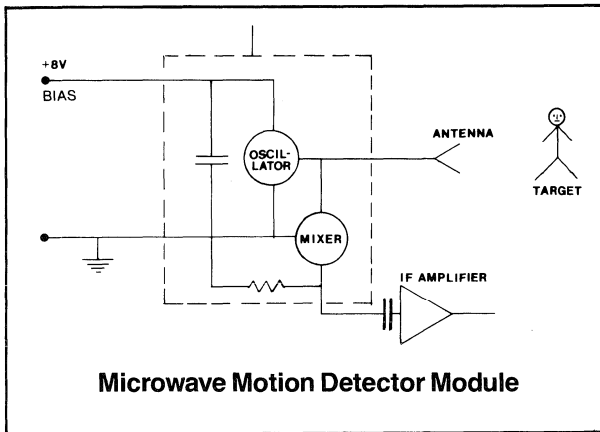 +8V
BIAS
OSCIL-
LATOR
ANTENNA
TARGET
MIXER
IF AMPLIFIER
Microwave Motion Detector Module